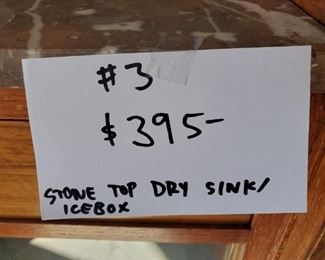 #3
$395-
STONE TOP DRY SINK/
ICEBOX